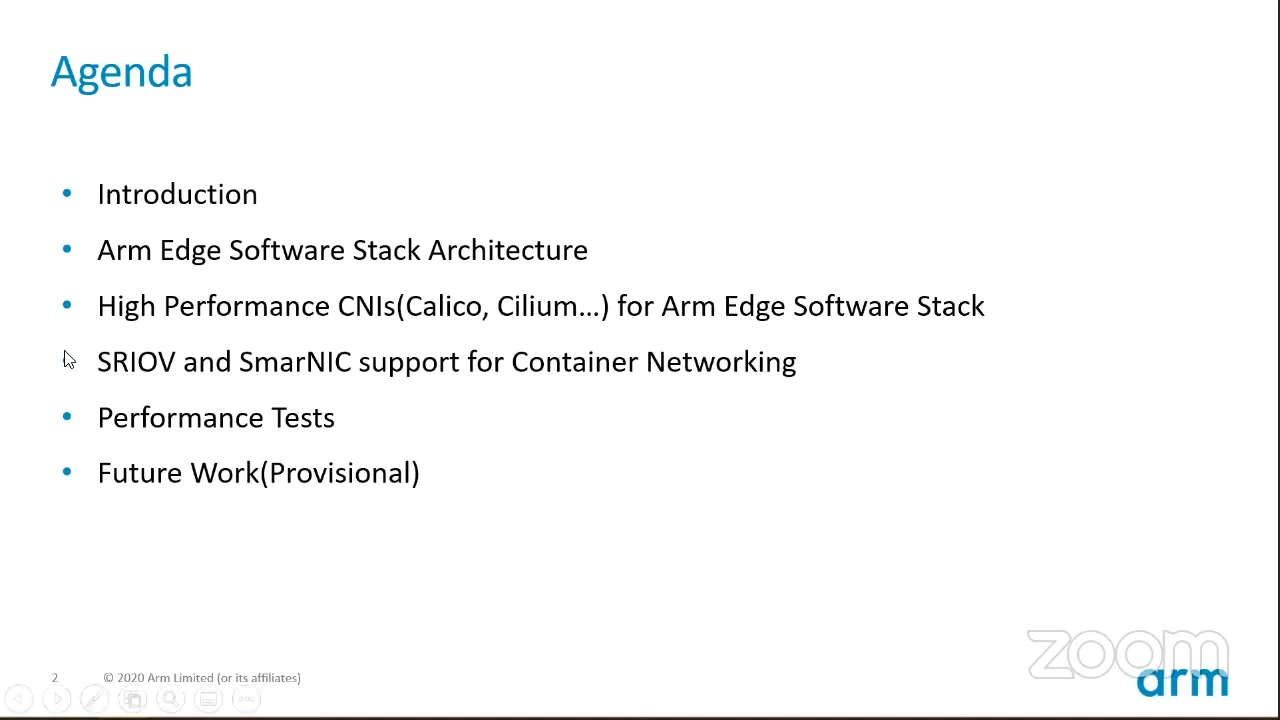 Agenda
• Introduction
• Arm Edge Software Stack Architecture
• High Performance CNIs(Calico, Cilium...) for Arm Edge Software Stack
SRIOV and SmarNIC support for Container Networking
• Performance Tests
• Future Work(Provisional)
zoom
arm
2 © 2020 Arm Limited (or its affiliates)